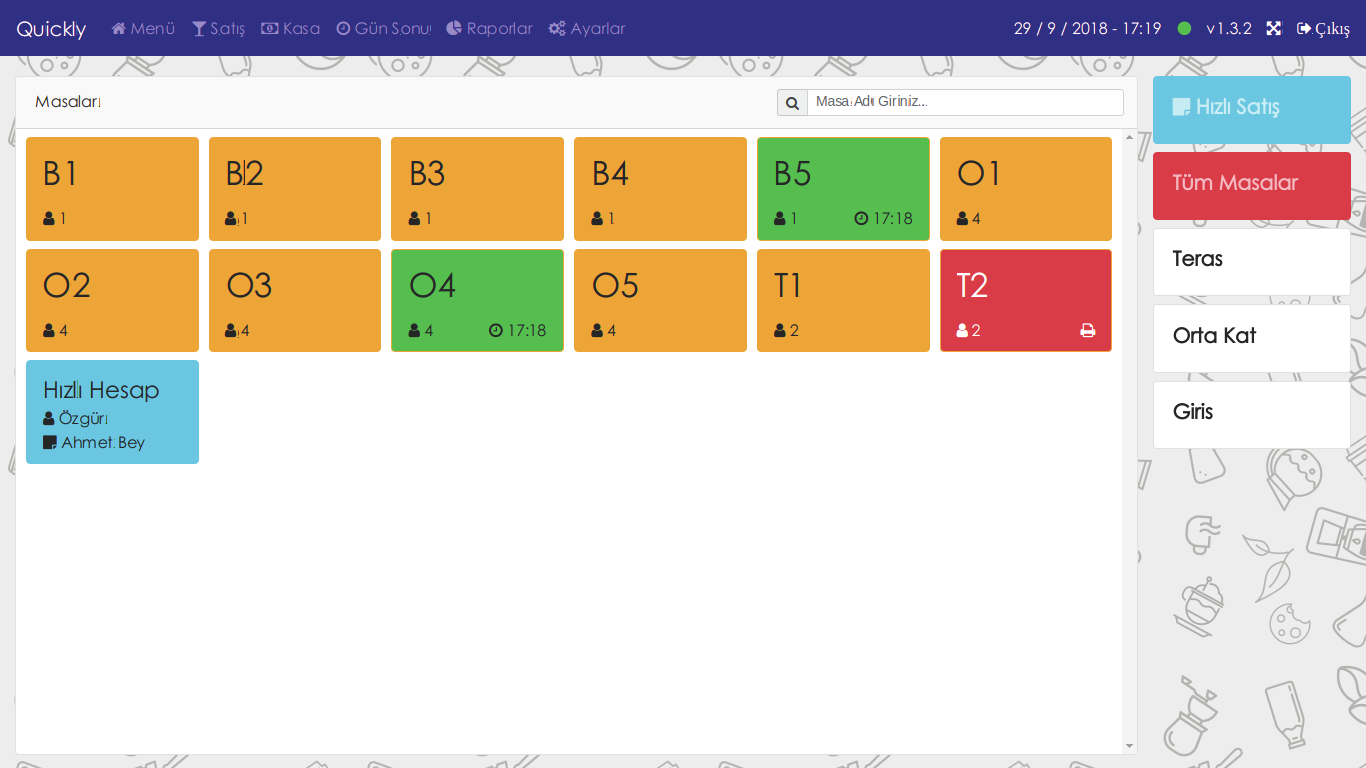 Quickly Menü Satış Kasa Gün Sonu Raporlar Ayarlar 29 / 9 / 2018 - 17:19 v1.3.2 Çıkış
Masalar Masa Adı Giriniz...
Hızlı Satış
B1 B2 B3 B4 B5 O1
1 1 1 1 1 17:18 4
Tüm Masalar
Teras
O2 O3 O4 O5 T1 T2
4 4 4 17:18 4 2 2
Orta Kat
Hızlı Hesap
Özgür
Ahmet Bey
Giris